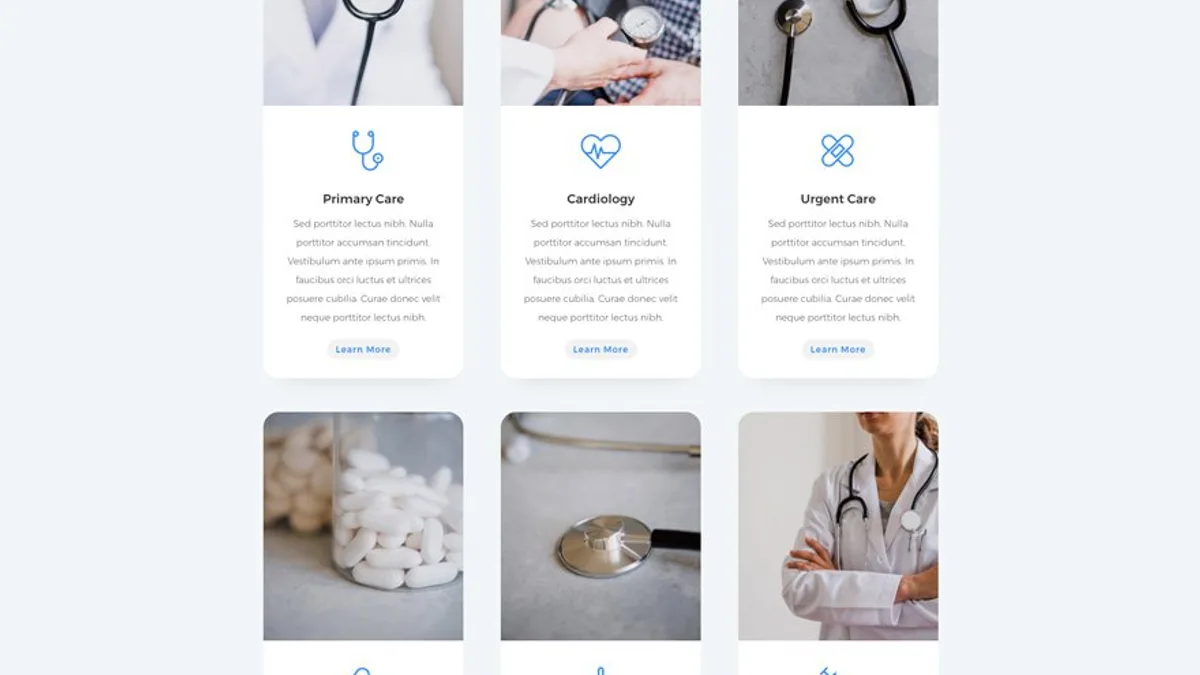 Primary Care
Sed porttitor lectus nibh. Nulla
porttitor accumsan tincidunt.
Vestibulum ante ipsum primis. In
faucibus orci luctus et ultrices
posuere cubilia. Curae donec velit
neque porttitor lectus nibh.
Learn More
Cardiology
Sed porttitor lectus nibh. Nulla
porttitor accumsan tincidunt.
Vestibulum ante ipsum primis. In
faucibus orci luctus et ultrices
posuere cubilia. Curae donec velit
neque porttitor lectus nibh.
Learn More
Urgent Care
Sed porttitor lectus nibh. Nulla
porttitor accumsan tincidunt.
Vestibulum ante ipsum primis. In
faucibus orci luctus et ultrices
posuere cubilia. Curae donec velit
neque porttitor lectus nibh.
Learn More